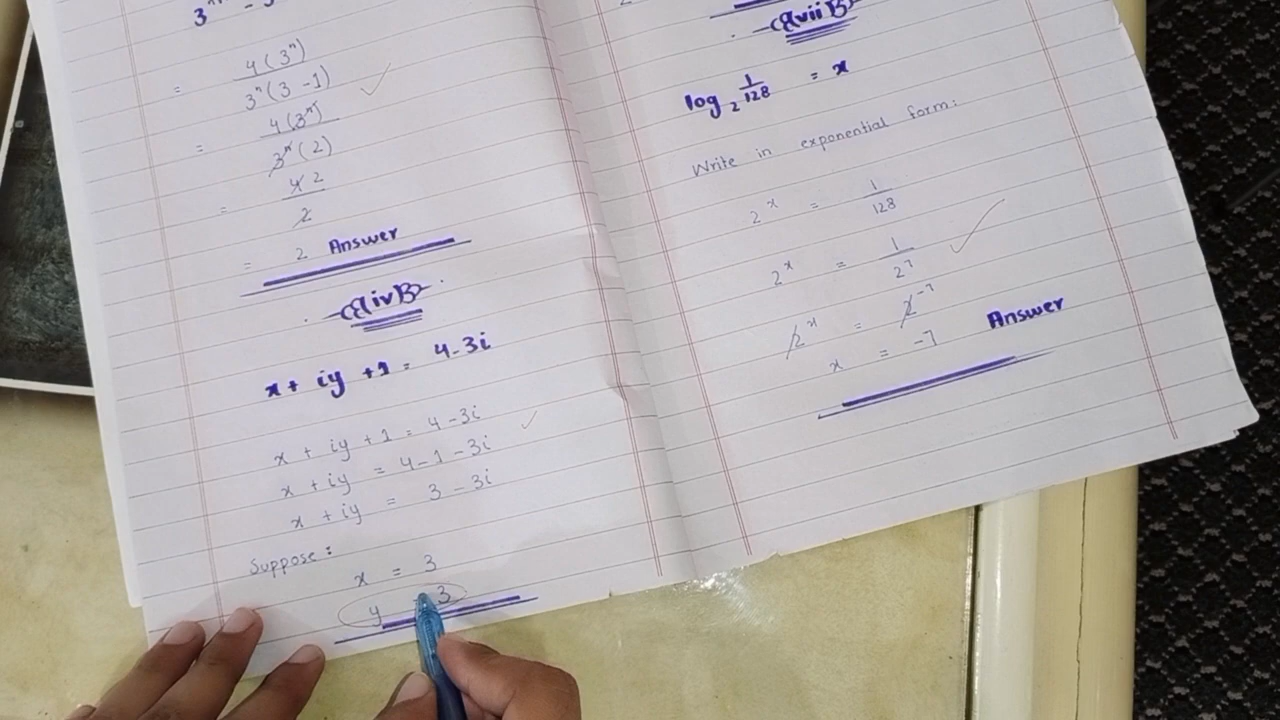 = 4(3ⁿ) / 3ⁿ(3 - 1)
= 4(3ⁿ) / 3ⁿ(2)
= 4 2 / 2
= 2 Answer
iv
x + iy + 1 = 4 - 3i
x + iy + 1 = 4 - 3i
x + iy = 4 - 1 - 3i
x + iy = 3 - 3i
Suppose:
x = 3
y 3
vii
log₂ 1/128 = x
Write in exponential form:
2ˣ = 1/128
2ˣ = 1/2⁷
2ˣ = 2⁻⁷
x = -7 Answer